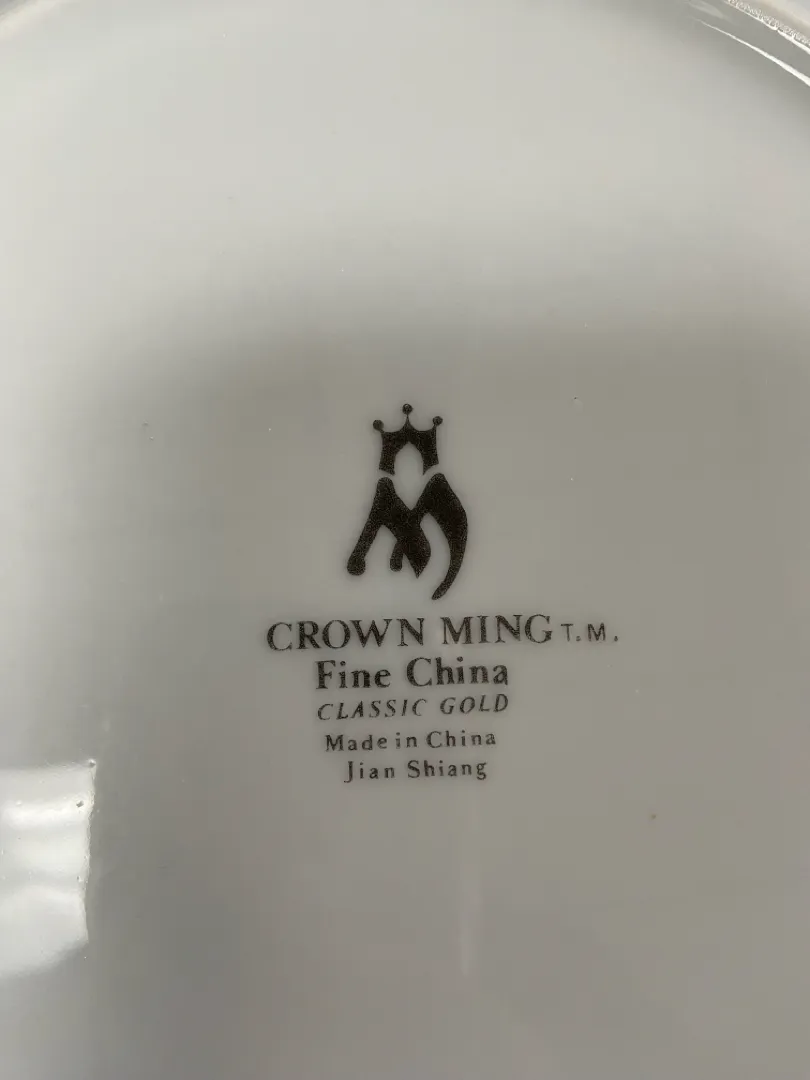 CROWN MING T.M.
Fine China
CLASSIC GOLD
Made in China
Jian Shiang